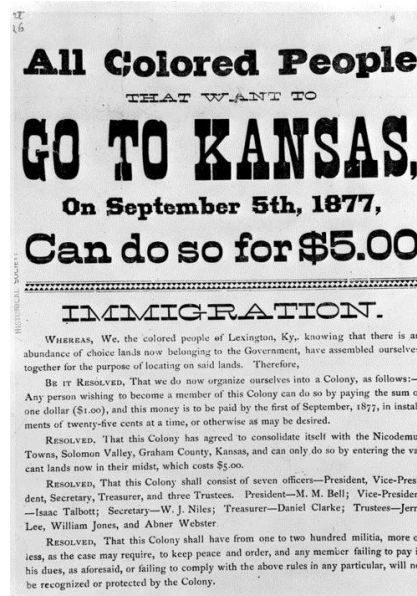 All Colored People
THAT WANT TO
GO TO KANSAS,
On September 5th, 1877,
Can do so for $5.00
IMMIGRATION.
WHEREAS, We, the colored people of Lexington, Ky,. knowing that there is an
abundance of choice lands now belonging to the Government, have assembled ourselves
together for the purpose of locating on said lands. Therefore,
BE IT RESOLVED, That we do now organize ourselves into a Colony, as follows:—
Any person wishing to become a member of this Colony can do so by paying the sum o
one dollar ($1.00), and this money is to be paid by the first of September, 1877, in instal
ments of twenty-five cents at a time, or otherwise as may be desired.
RESOLVED, That this Colony has agreed to consolidate itself with the Nicodemu
Towns, Solomon Valley, Graham County, Kansas, and can only do so by entering the va
cant lands now in their midst, which costs $5.00.
RESOLVED, That this Colony shall consist of seven officers—President, Vice-Pres
dent, Secretary, Treasurer, and three Trustees. President—M. M. Bell; Vice-President
—Isaac Talbott; Secretary—W. J. Niles; Treasurer—Daniel Clarke; Trustees—Jerr
Lee, William Jones, and Abner Webster.
RESOLVED, That this Colony shall have from one to two hundred militia, more o
less, as the case may require, to keep peace and order, and any member failing to pay i
his dues, as aforesaid, or failing to comply with the above rules in any particular, will no
be recognized or protected by the Colony.
HISTORICAL SOCIETY